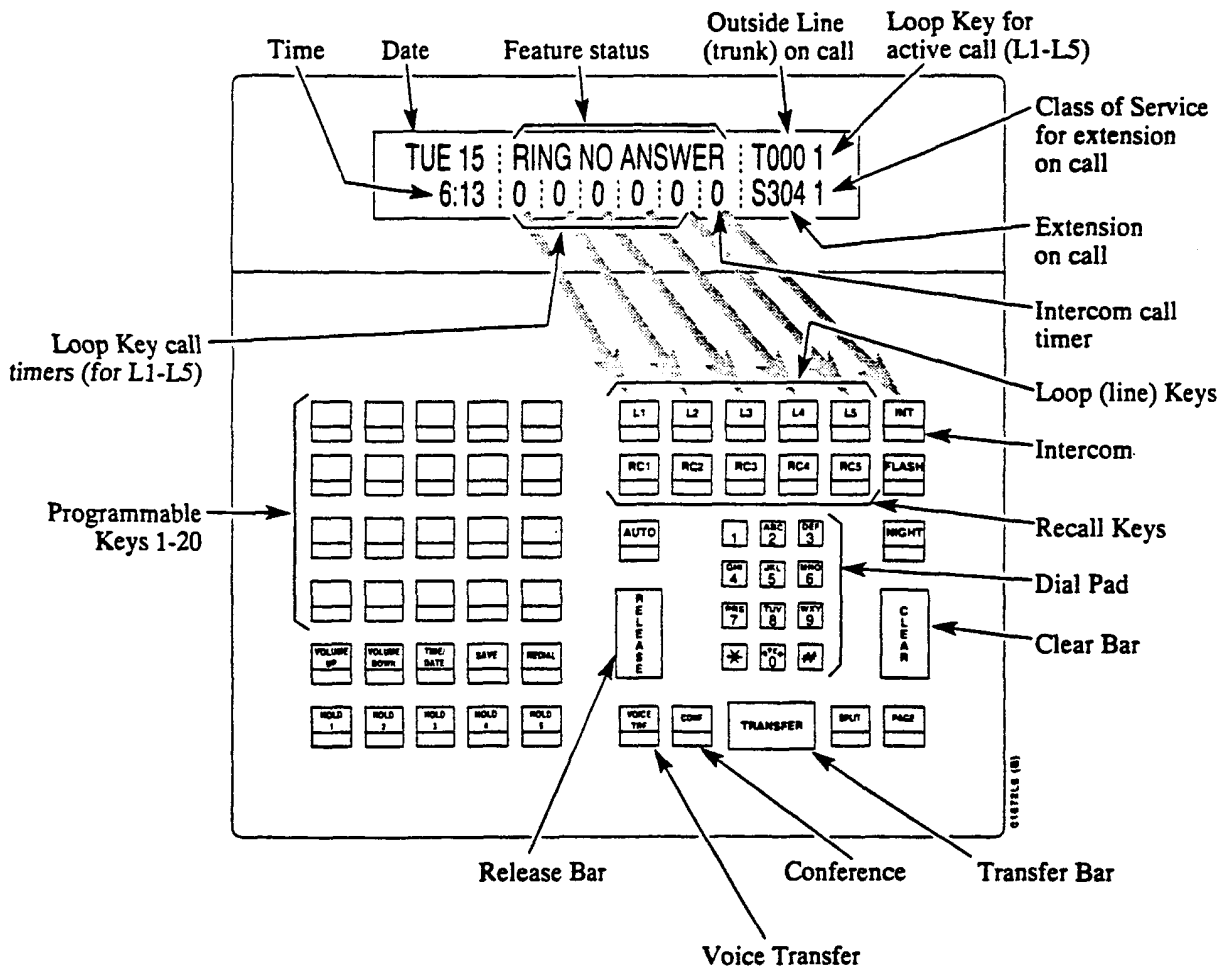 Time
Date
Feature status
Outside Line
(trunk) on call
Loop Key for
active call (L1-L5)
Class of Service
for extension
on call
TUE 15 RING NO ANSWER T000 1
6:13 0 0 0 0 0 0 S304 1
Extension
on call
Intercom call
timer
Loop Key call
timers (for L1-L5)
Loop (line) Keys
L1 L2 L3 L4 L5 INT
Intercom
RC1 RC2 RC3 RC4 RC5 FLASH
Programmable
Keys 1-20
Recall Keys
AUTO
1 ABC 2 DEF 3
NIGHT
GHI 4 JKL 5 MNO 6
Dial Pad
RELEASE
PRS 7 TUV 8 WXY 9
CLEAR
Clear Bar
* OPER 0 #
VOLUME UP
VOLUME DOWN
TIME/DATE
SAVE
REDIAL
HOLD 1
HOLD 2
HOLD 3
HOLD 4
HOLD 5
VOICE TRF
CONF
TRANSFER
SPLIT
PAGE
Release Bar
Conference
Transfer Bar
Voice Transfer